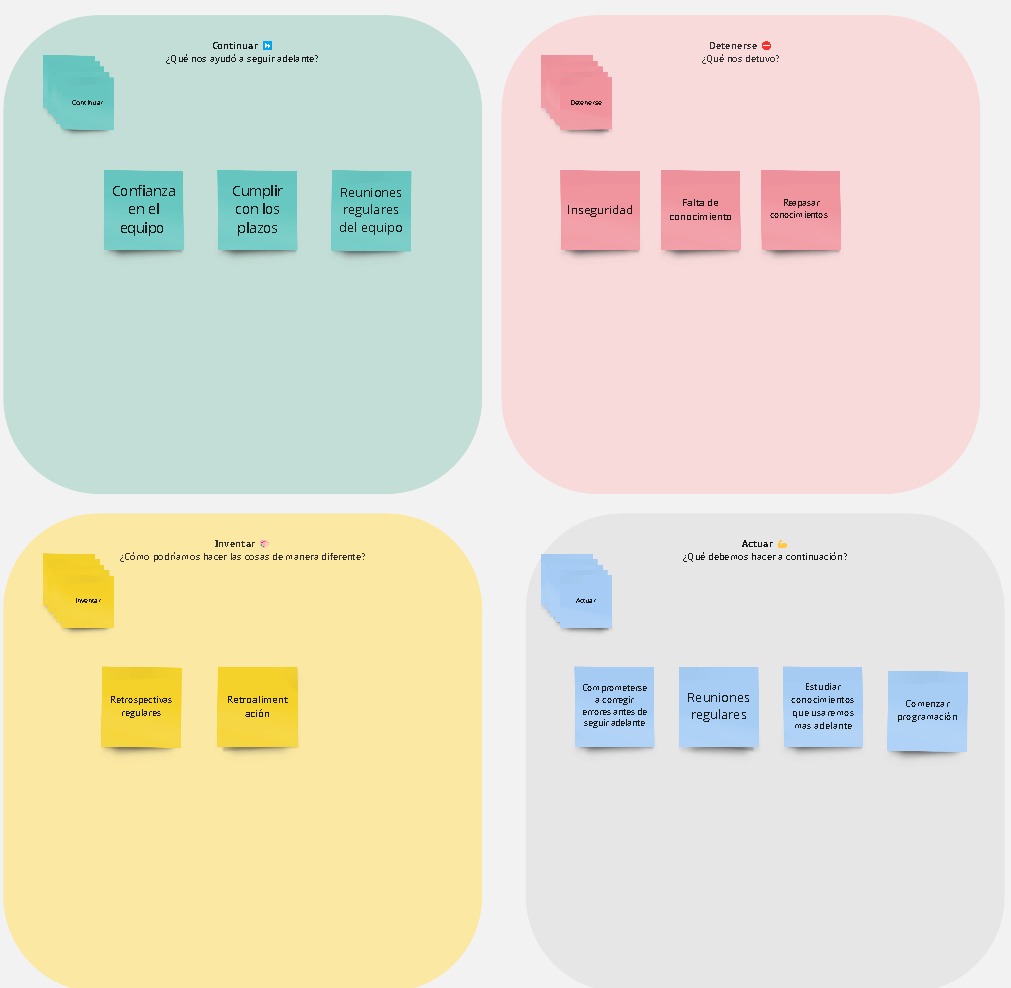 Continuar
¿Qué nos ayudó a seguir adelante?
Continuar
Confianza
en el
equipo
Cumplir
con los
plazos
Reuniones
regulares
del equipo
Detenerse
¿Qué nos detuvo?
Detenerse
Inseguridad
Falta de
conocimiento
Reapasar
conocimientos
Inventar
¿Cómo podríamos hacer las cosas de manera diferente?
Inventar
Retrospectivas
regulares
Retroaliment
ación
Actuar
¿Qué debemos hacer a continuación?
Actuar
Comprometerse
a corregir
errores antes de
seguir adelante
Reuniones
regulares
Estudiar
conocimientos
que usaremos
mas adelante
Comenzar
programación